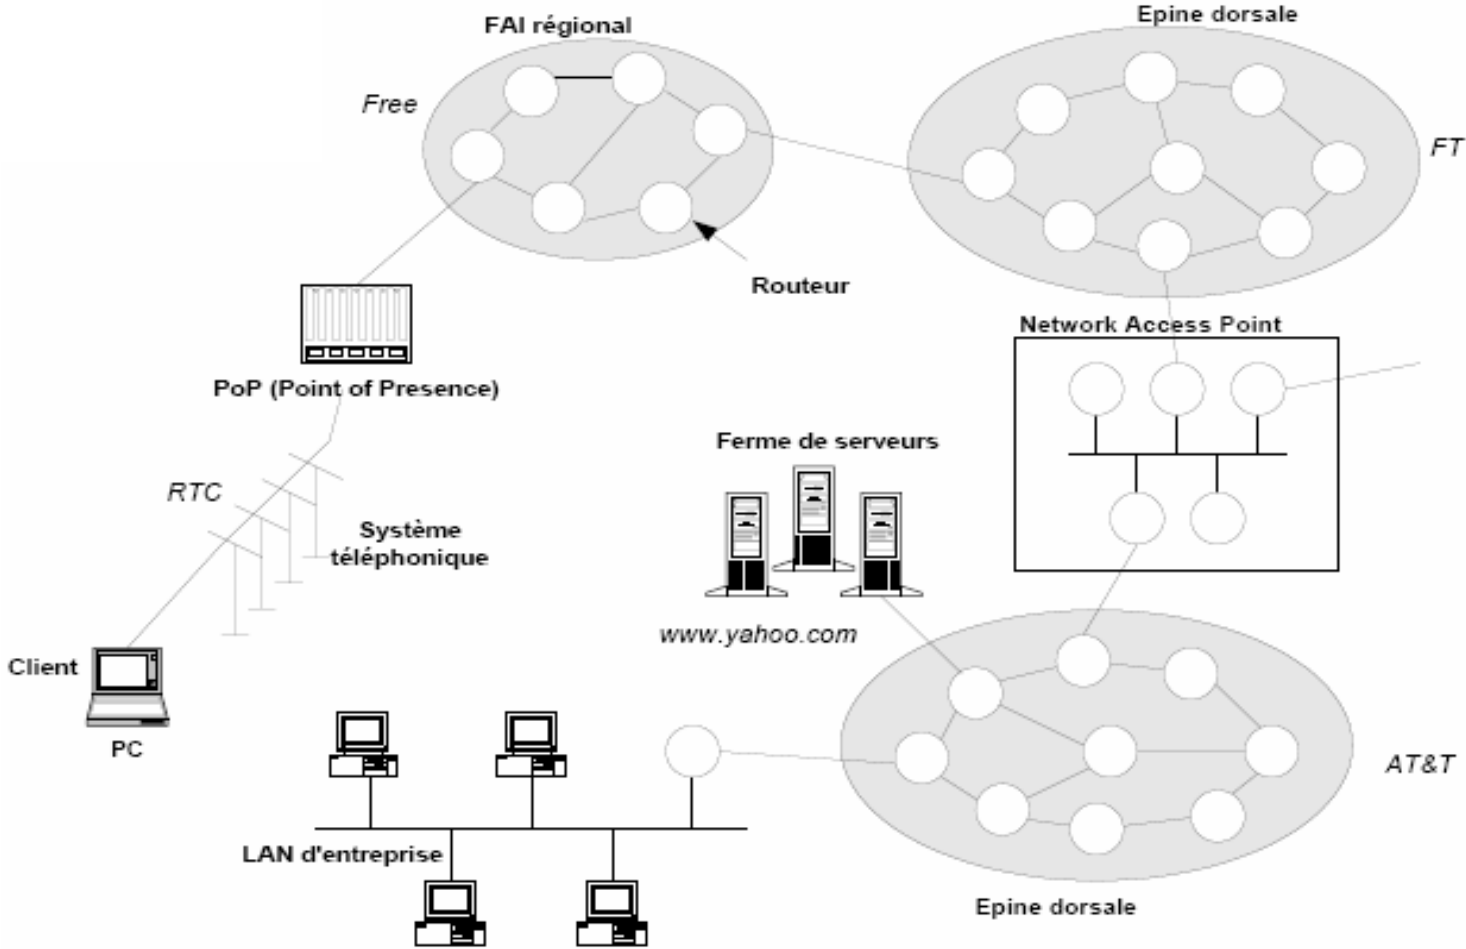 Epine dorsale
FAI régional
Free
FT
Routeur
Network Access Point
PoP (Point of Presence)
Ferme de serveurs
RTC
Système
téléphonique
www.yahoo.com
Client
PC
AT&T
LAN d'entreprise
Epine dorsale